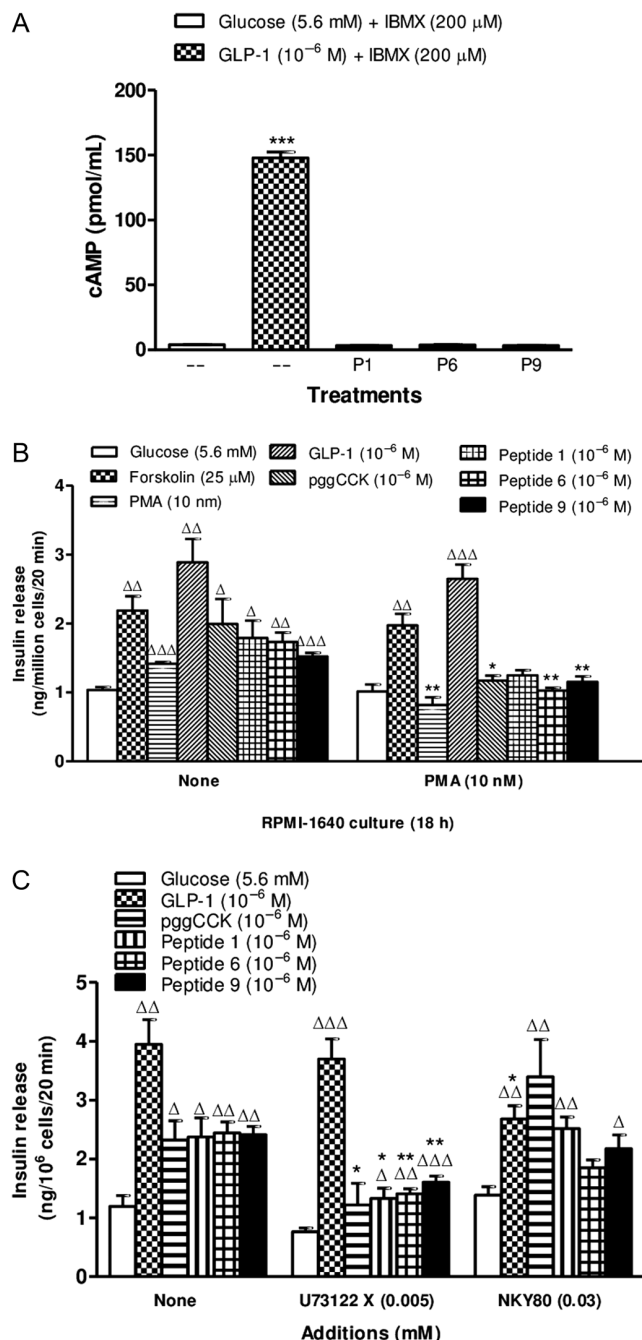 A
Glucose (5.6 mM) + IBMX (200 µM)
GLP-1 (10⁻⁶ M) + IBMX (200 µM)
200
***
150
100
50
0
cAMP (pmol/mL)
-- -- P1 P6 P9
Treatments
B
Glucose (5.6 mM) GLP-1 (10⁻⁶ M) Peptide 1 (10⁻⁶ M)
Forskolin (25 µM) pggCCK (10⁻⁶ M) Peptide 6 (10⁻⁶ M)
PMA (10 nm) Peptide 9 (10⁻⁶ M)
4
3
2
1
0
Insulin release
(ng/million cells/20 min)
ΔΔ ΔΔΔ ΔΔ Δ Δ ΔΔ ΔΔΔ
ΔΔ ** ΔΔΔ * ** **
None PMA (10 nM)
RPMI-1640 culture (18 h)
C
Glucose (5.6 mM)
GLP-1 (10⁻⁶ M)
pggCCK (10⁻⁶ M)
Peptide 1 (10⁻⁶ M)
Peptide 6 (10⁻⁶ M)
Peptide 9 (10⁻⁶ M)
5
4
3
2
1
0
Insulin release
(ng/10⁶ cells/20 min)
ΔΔ Δ Δ ΔΔ ΔΔ
ΔΔΔ * * ** **
Δ ΔΔ ΔΔΔ
* ΔΔ
ΔΔ ΔΔ Δ
None U73122 X (0.005) NKY80 (0.03)
Additions (mM)